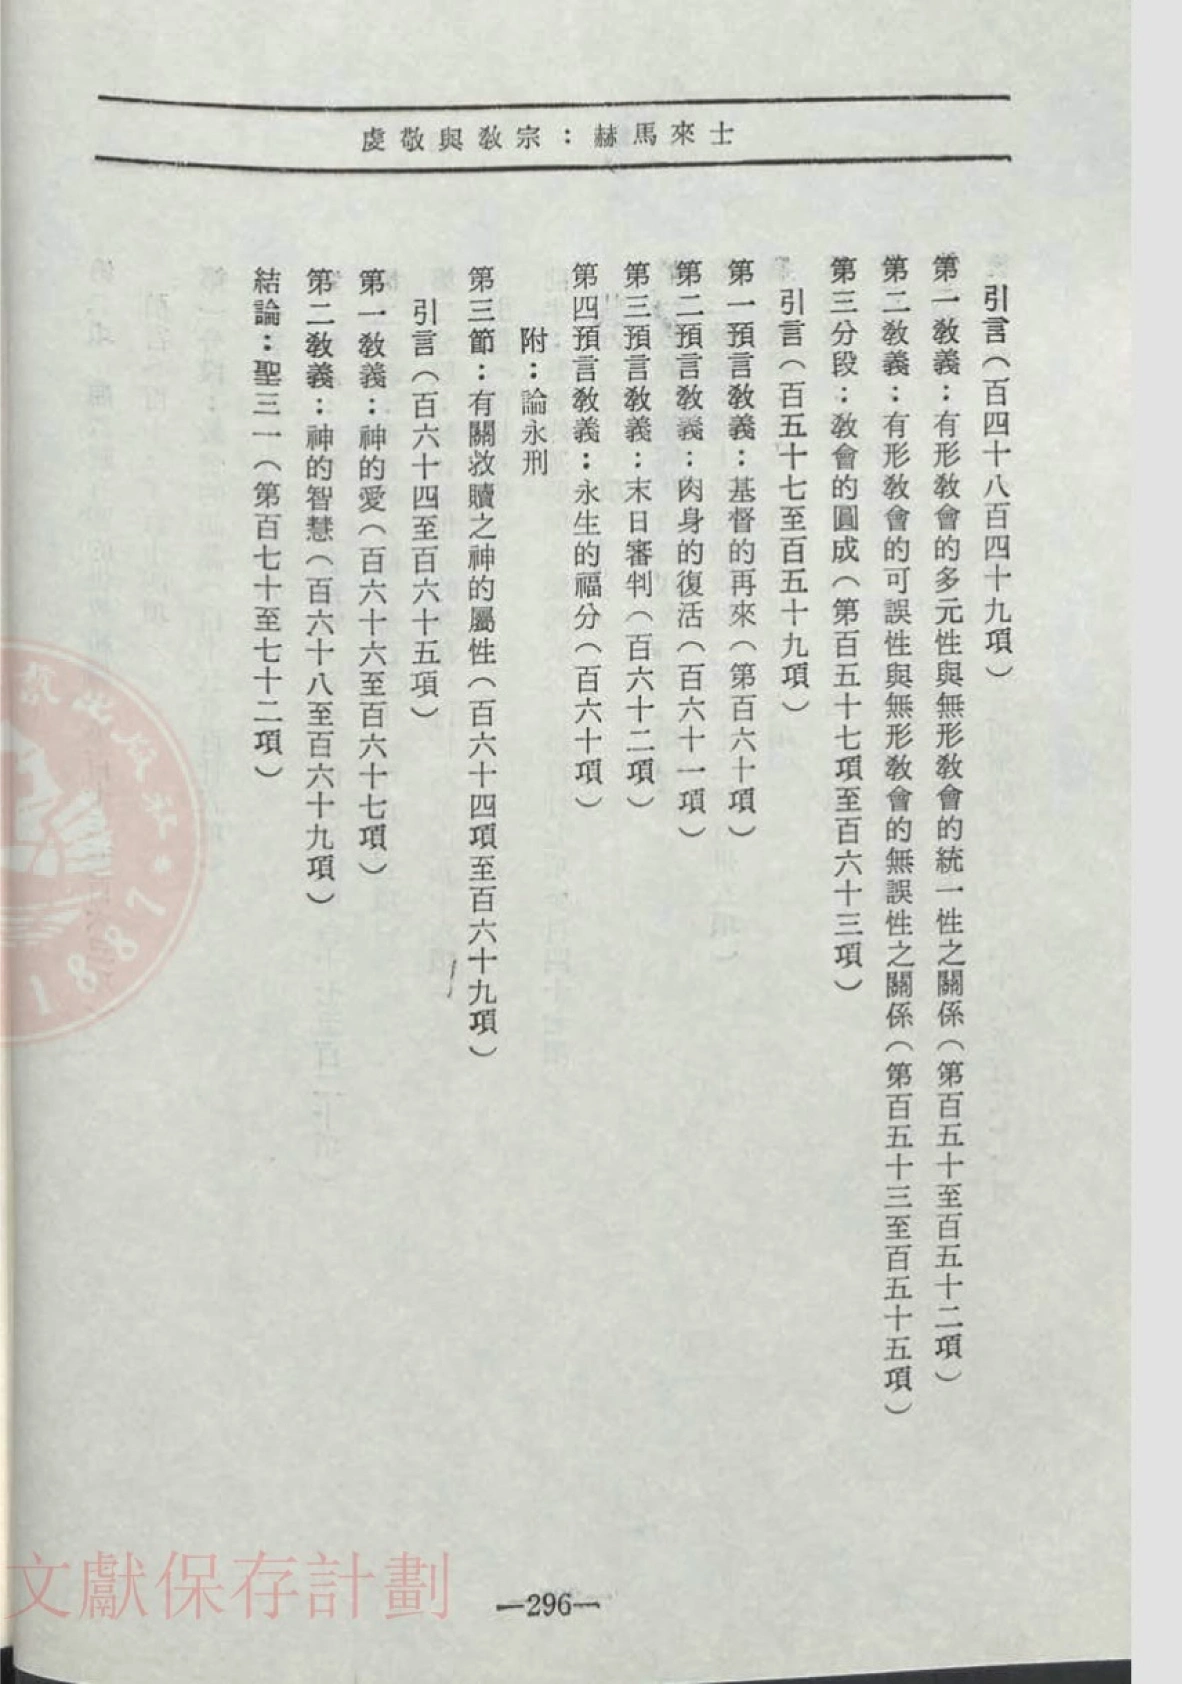 士來馬赫：宗教與敬虔
引言（百四十八百四十九項）
第一教義：有形教會的多元性與無形教會的統一性之關係（第百五十至百五十二項）
第二教義：有形教會的可誤性與無形教會的無誤性之關係（第百五十三至百五十五項）
第三分段：教會的圓成（第百五十七項至百六十三項）
引言（百五十七至百五十九項）
第一預言教義：基督的再來（第百六十項）
第二預言教義：肉身的復活（百六十一項）
第三預言教義：末日審判（百六十二項）
第四預言教義：永生的福分（百六十項）
附：論永刑
第三節：有關救贖之神的屬性（百六十四項至百六十九項）
引言（百六十四至百六十五項）
第一教義：神的愛（百六十六至百六十七項）
第二教義：神的智慧（百六十八至百六十九項）
結論：聖三一（第百七十至七十二項）
—296—
文獻保存計劃
1887